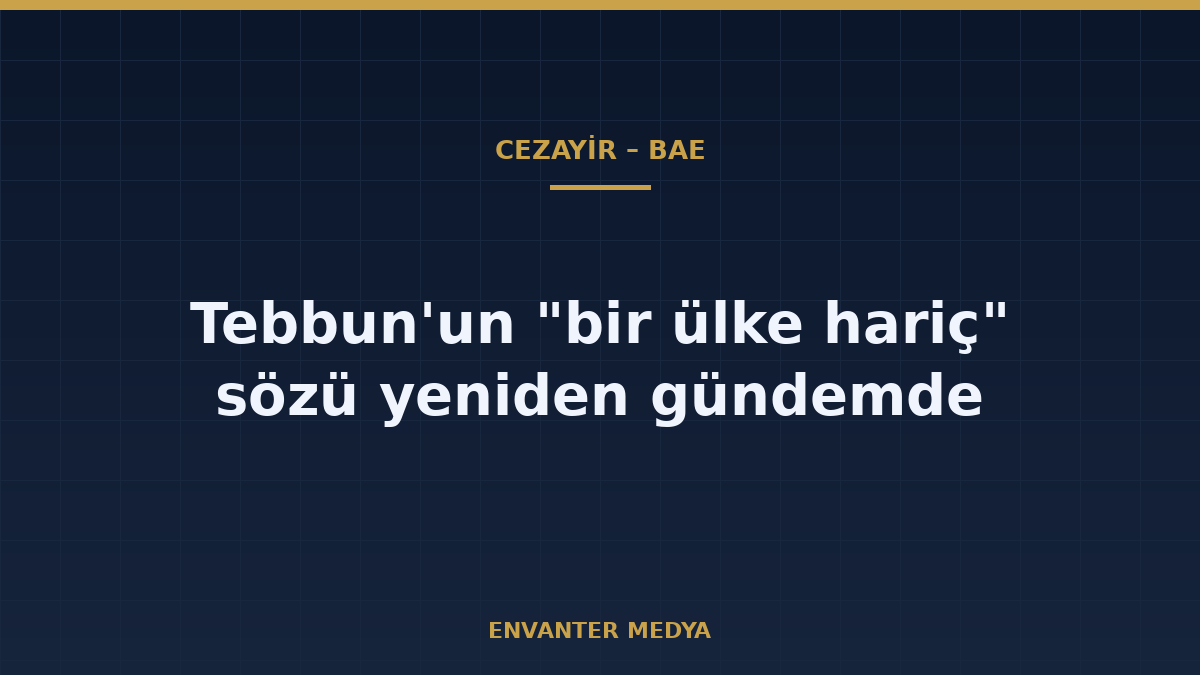 CEZAYİR – BAE
Tebbun'un "bir ülke hariç"
sözü yeniden gündemde
ENVANTER MEDYA